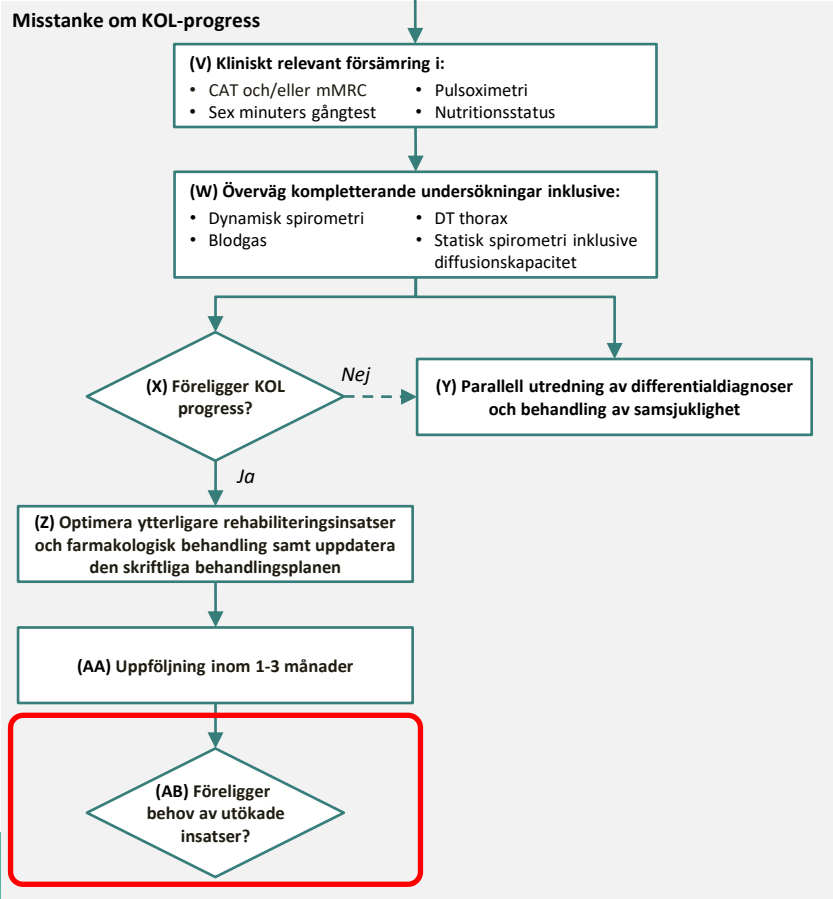 Misstanke om KOL-progress
(V) Kliniskt relevant försämring i:
• CAT och/eller mMRC
• Sex minuters gångtest
• Pulsoximetri
• Nutritionsstatus
(W) Överväg kompletterande undersökningar inklusive:
• Dynamisk spirometri
• Blodgas
• DT thorax
• Statisk spirometri inklusive
diffusionskapacitet
(X) Föreligger KOL
progress?
Nej
(Y) Parallell utredning av differentialdiagnoser
och behandling av samsjuklighet
Ja
(Z) Optimera ytterligare rehabiliteringsinsatser
och farmakologisk behandling samt uppdatera
den skriftliga behandlingsplanen
(AA) Uppföljning inom 1-3 månader
(AB) Föreligger
behov av utökade
insatser?